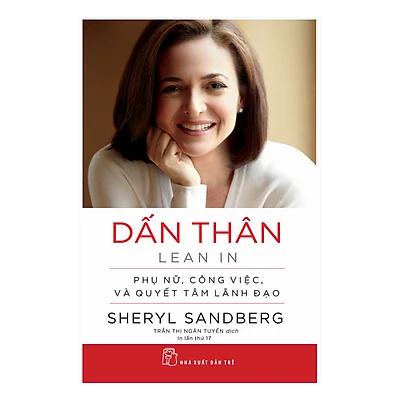 DẤN THÂN
LEAN IN
PHỤ NỮ, CÔNG VIỆC,
VÀ QUYẾT TÂM LÃNH ĐẠO
SHERYL SANDBERG
TRẦN THỊ NGÂN TUYẾN dịch
In lần thứ 17
NHÀ XUẤT BẢN TRẺ